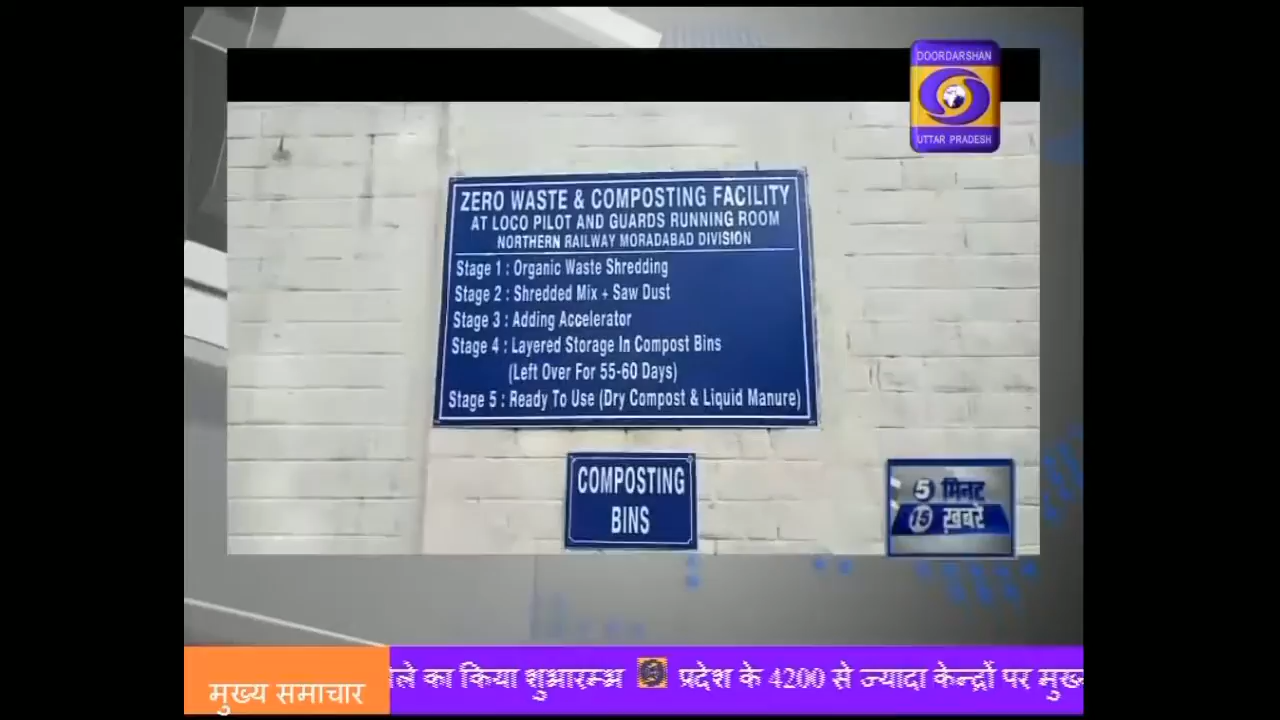 DOORDARSHAN
UTTAR PRADESH
ZERO WASTE & COMPOSTING FACILITY
AT LOCO PILOT AND GUARDS RUNNING ROOM
NORTHERN RAILWAY MORADABAD DIVISION
Stage 1 : Organic Waste Shredding
Stage 2 : Shredded Mix + Saw Dust
Stage 3 : Adding Accelerator
Stage 4 : Layered Storage In Compost Bins
(Left Over For 55-60 Days)
Stage 5 : Ready To Use (Dry Compost & Liquid Manure)
COMPOSTING
BINS
5 मिनट
15 ख़बरें
मुख्य समाचार
का किया शुभारम्भ प्रदेश के 4200 से ज्यादा केन्द्रों पर